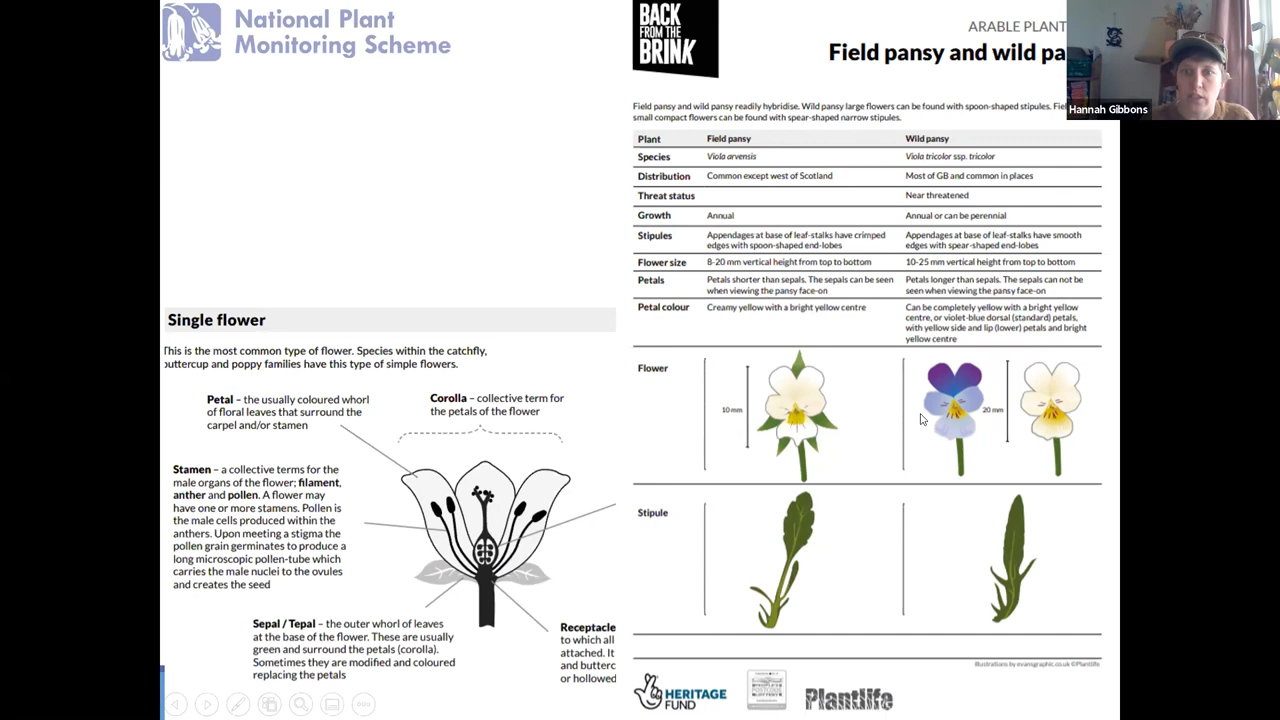 National Plant
Monitoring Scheme
Single flower
This is the most common type of flower. Species within the catchfly,
buttercup and poppy families have this type of simple flowers.
Petal – the usually coloured whorl
of floral leaves that surround the
carpel and/or stamen
Corolla – collective term for
the petals of the flower
Stamen – a collective terms for the
male organs of the flower; filament,
anther and pollen. A flower may
have one or more stamens. Pollen is
the male cells produced within the
anthers. Upon meeting a stigma the
pollen grain germinates to produce a
long microscopic pollen-tube which
carries the male nuclei to the ovules
and creates the seed
Sepal / Tepal – the outer whorl of leaves
at the base of the flower. These are usually
green and surround the petals (corolla).
Sometimes they are modified and coloured
replacing the petals
Receptacle
to which all
attached. It
and butterc
or hollowed
BACK
FROM THE
BRINK
ARABLE PLANT
Field pansy and wild pa
Hannah Gibbons
Field pansy and wild pansy readily hybridise. Wild pansy large flowers can be found with spoon-shaped stipules. Fie
small compact flowers can be found with spear-shaped narrow stipules.
Plant Field pansy Wild pansy
Species Viola arvensis Viola tricolor ssp. tricolor
Distribution Common except west of Scotland Most of GB and common in places
Threat status Near threatened
Growth Annual Annual or can be perennial
Stipules Appendages at base of leaf-stalks have crimped Appendages at base of leaf-stalks have smooth
edges with spoon-shaped end-lobes edges with spear-shaped end-lobes
Flower size 8-20 mm vertical height from top to bottom 10-25 mm vertical height from top to bottom
Petals Petals shorter than sepals. The sepals can be seen Petals longer than sepals. The sepals can not be
when viewing the pansy face-on seen when viewing the pansy face-on
Petal colour Creamy yellow with a bright yellow centre Can be completely yellow with a bright yellow
centre, or violet-blue dorsal (standard) petals,
with yellow side and lip (lower) petals and bright
yellow centre
Flower
10 mm
20 mm
Stipule
Illustrations by evansgraphic.co.uk ©Plantlife
HERITAGE
FUND
Plantlife